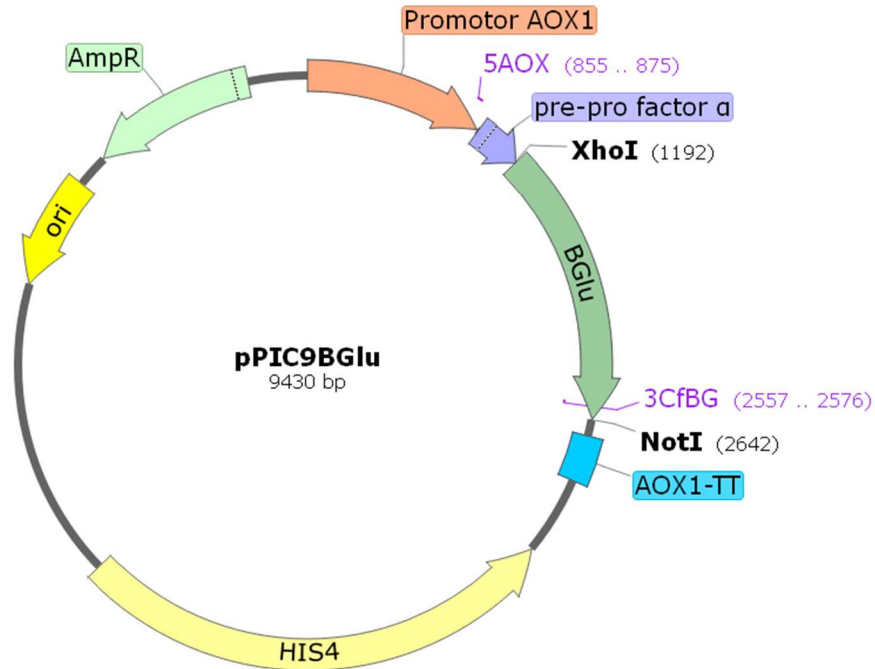 Promotor AOX1
AmpR
5AOX (855 .. 875)
pre-pro factor α
XhoI (1192)
ori
BGlu
pPIC9BGlu
9430 bp
3CfBG (2557 .. 2576)
NotI (2642)
AOX1-TT
HIS4